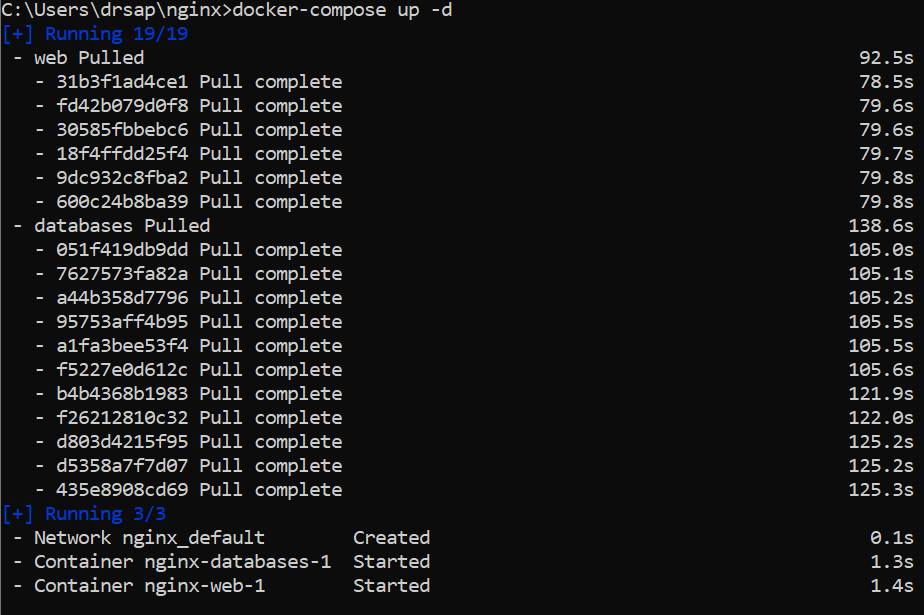 C:\Users\drsap\nginx>docker-compose up -d
[+] Running 19/19
- web Pulled 92.5s
- 31b3f1ad4ce1 Pull complete 78.5s
- fd42b079d0f8 Pull complete 79.6s
- 30585fbbebc6 Pull complete 79.6s
- 18f4ffdd25f4 Pull complete 79.7s
- 9dc932c8fba2 Pull complete 79.8s
- 600c24b8ba39 Pull complete 79.8s
- databases Pulled 138.6s
- 051f419db9dd Pull complete 105.0s
- 7627573fa82a Pull complete 105.1s
- a44b358d7796 Pull complete 105.2s
- 95753aff4b95 Pull complete 105.5s
- a1fa3bee53f4 Pull complete 105.5s
- f5227e0d612c Pull complete 105.6s
- b4b4368b1983 Pull complete 121.9s
- f26212810c32 Pull complete 122.0s
- d803d4215f95 Pull complete 125.2s
- d5358a7f7d07 Pull complete 125.2s
- 435e8908cd69 Pull complete 125.3s
[+] Running 3/3
- Network nginx_default Created 0.1s
- Container nginx-databases-1 Started 1.3s
- Container nginx-web-1 Started 1.4s